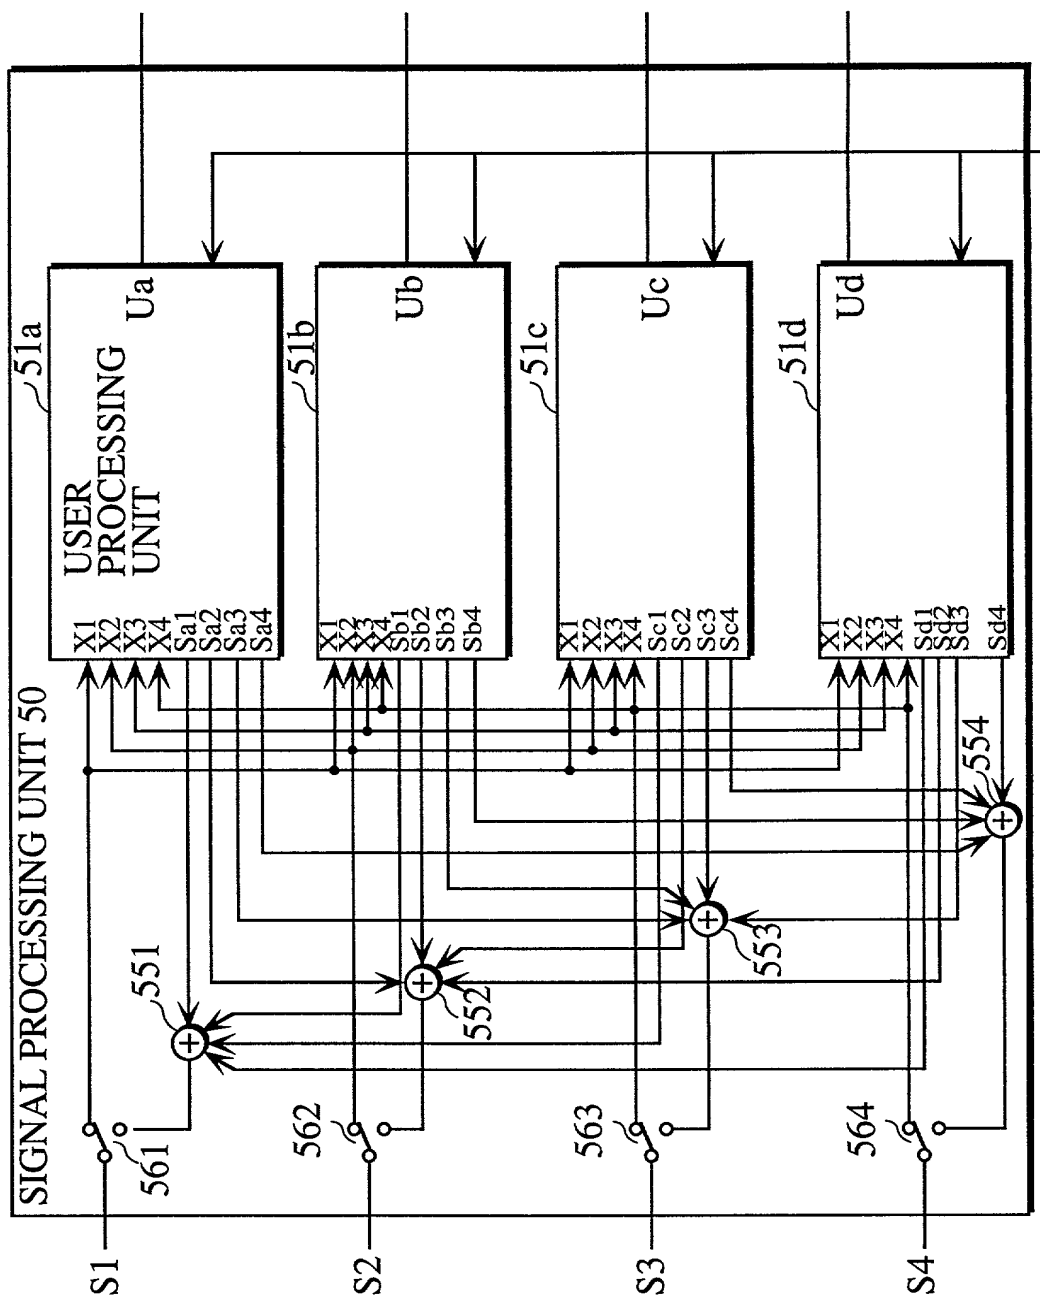 SIGNAL PROCESSING UNIT 50
51a
USER
PROCESSING
UNIT
Ua
X1
X2
X3
X4
Sa1
Sa2
Sa3
Sa4
51b
Ub
X1
X2
X3
X4
Sb1
Sb2
Sb3
Sb4
51c
Uc
X1
X2
X3
X4
Sc1
Sc2
Sc3
Sc4
51d
Ud
X1
X2
X3
X4
Sd1
Sd2
Sd3
Sd4
551
+
552
+
553
+
554
+
561
562
563
564
S1
S2
S3
S4